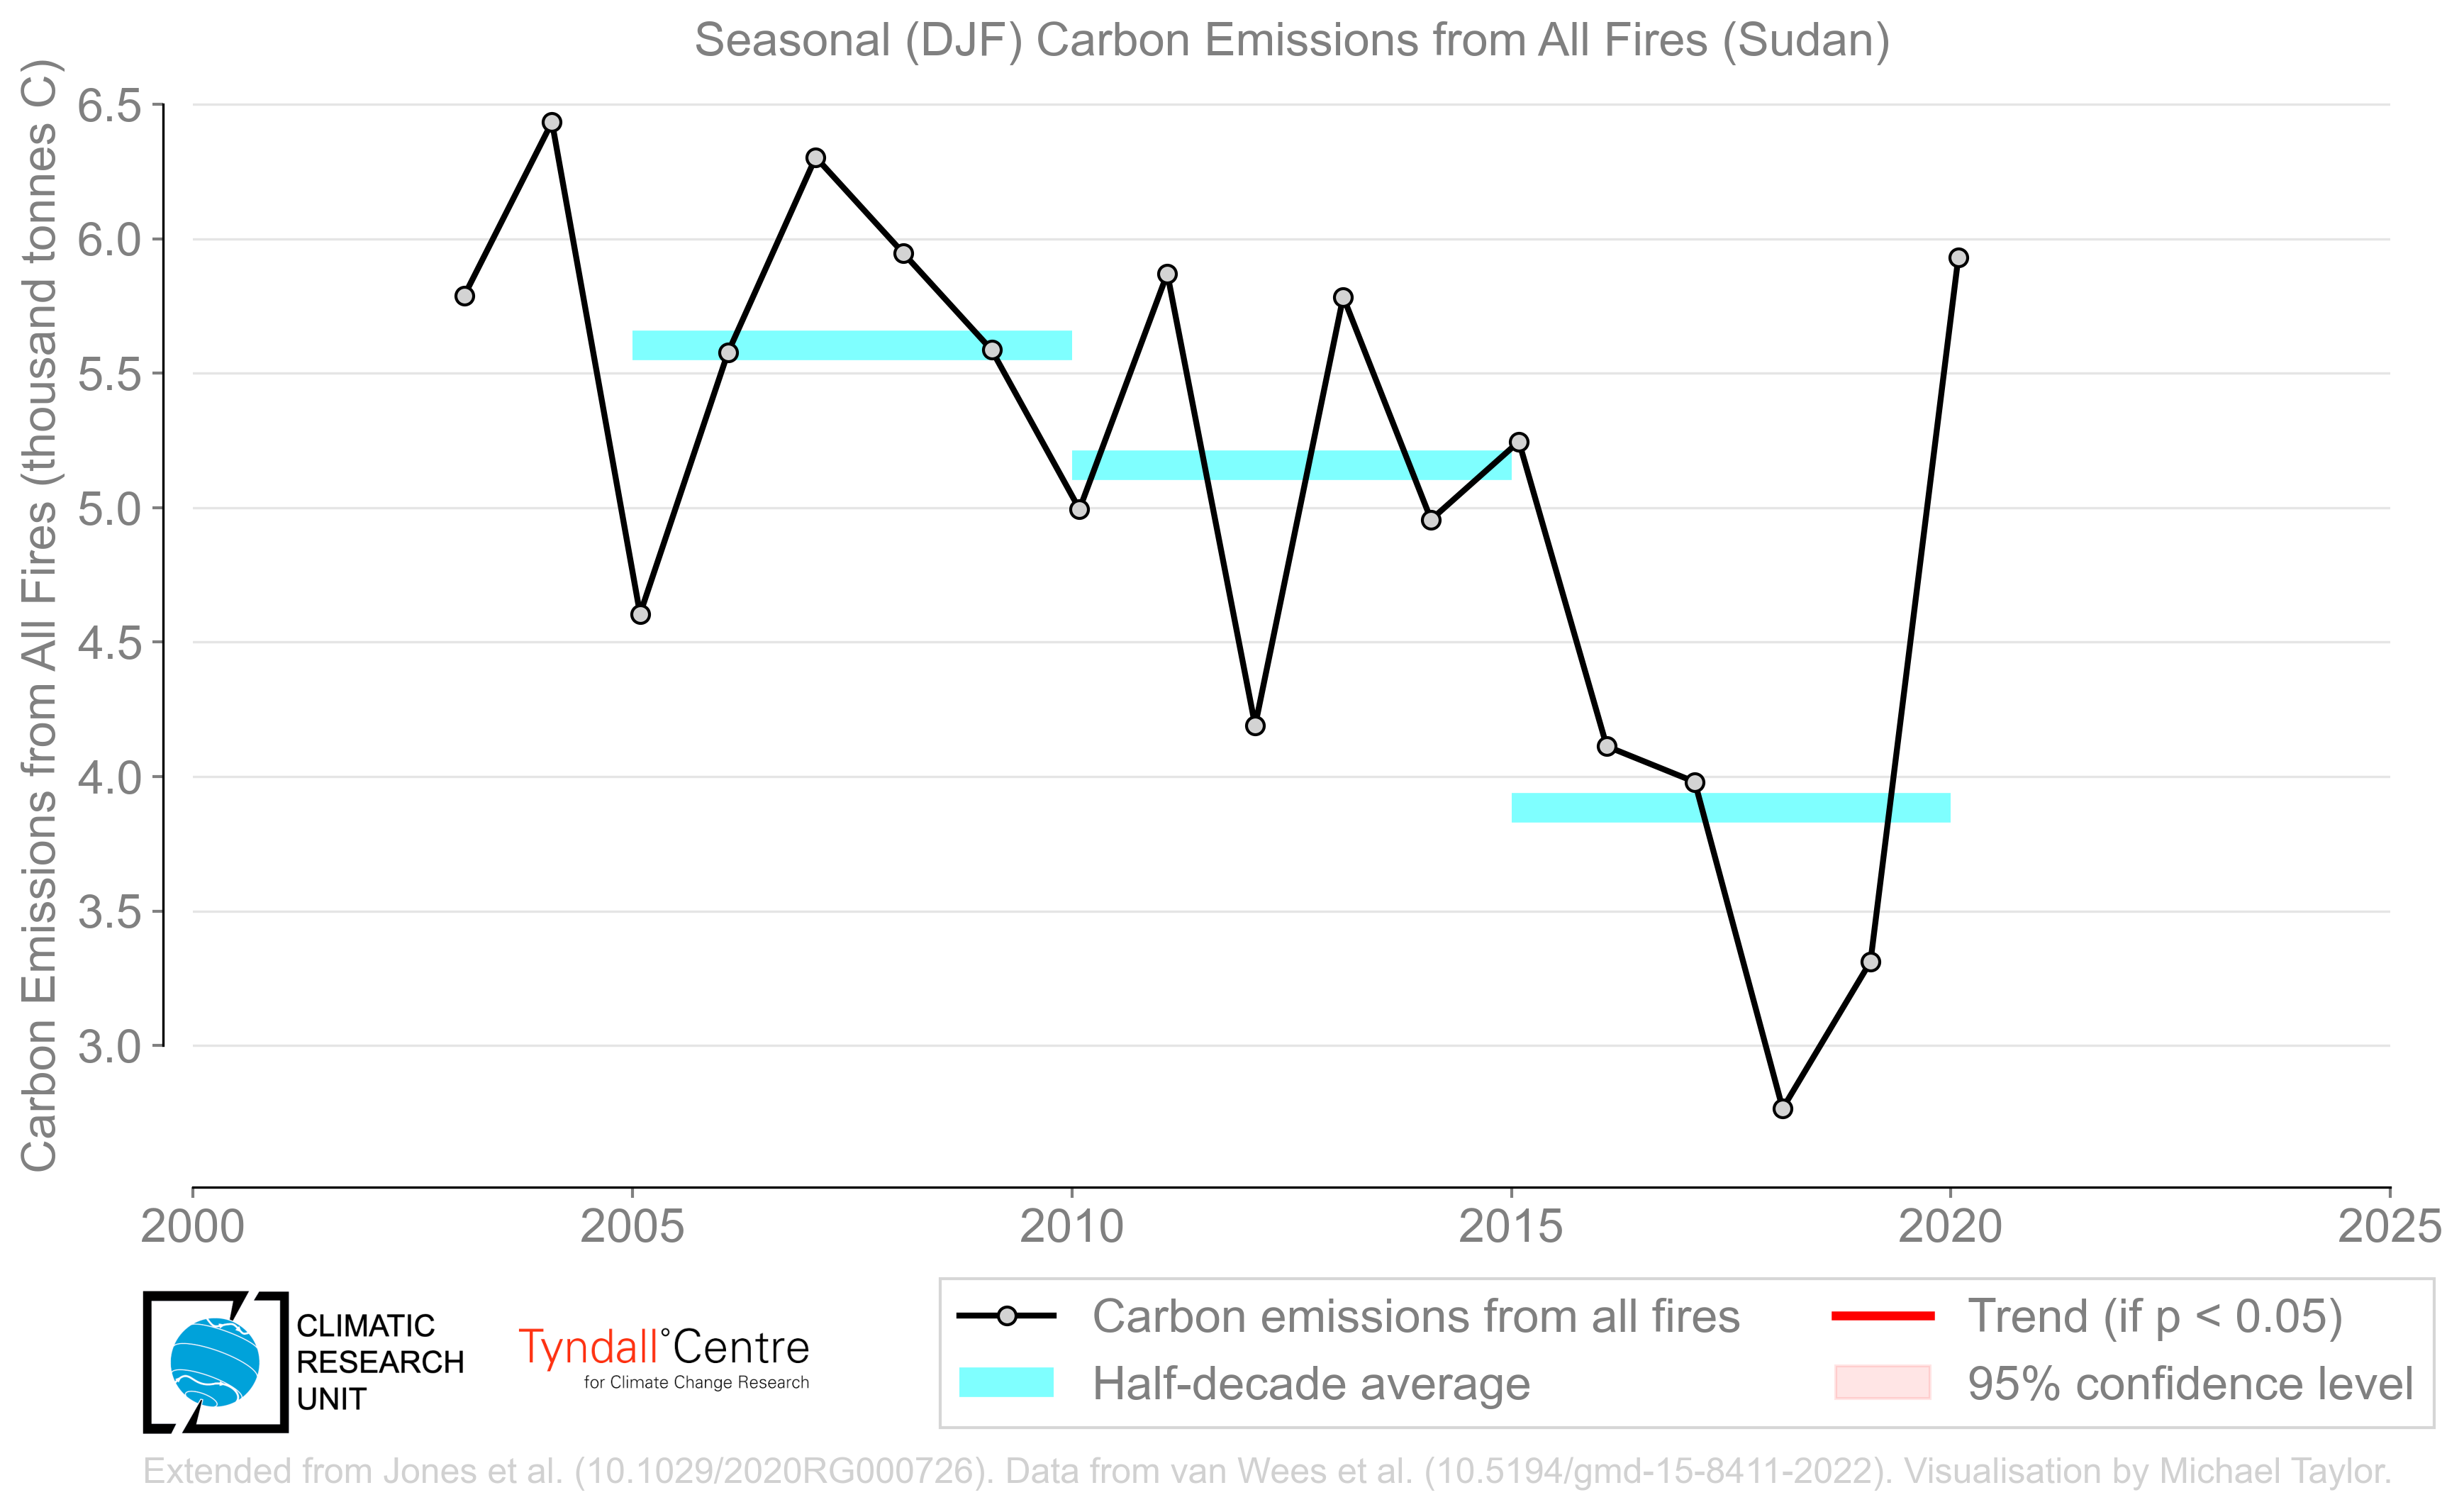 Seasonal (DJF) Carbon Emissions from All Fires (Sudan)
Carbon Emissions from All Fires (thousand tonnes C)
6.5
6.0
5.5
5.0
4.5
4.0
3.5
3.0
2000
2005
2010
2015
2020
2025
CLIMATIC
RESEARCH
UNIT
Tyndall°Centre
for Climate Change Research
Carbon emissions from all fires
Half-decade average
Trend (if p < 0.05)
95% confidence level
Extended from Jones et al. (10.1029/2020RG000726). Data from van Wees et al. (10.5194/gmd-15-8411-2022). Visualisation by Michael Taylor.